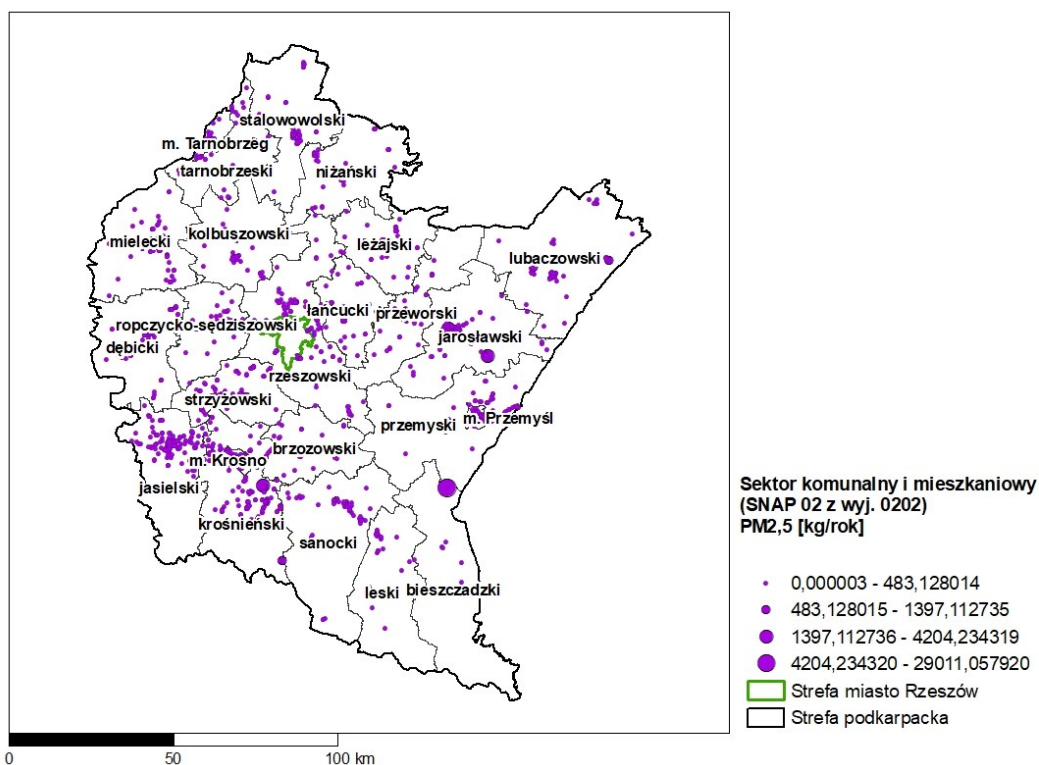 stalowowolski
m. Tarnobrzeg
tarnobrzeski
niżański
kolbuszowski
mielecki
leżajski
lubaczowski
łańcucki
przeworski
ropczycko-sędziszowski
jarosławski
dębicki
rzeszowski
strzyżowski
m. Przemyśl
przemyski
brzozowski
m. Krosno
jasielski
krośnieński
sanocki
leski
bieszczadzki
Sektor komunalny i mieszkaniowy
(SNAP 02 z wyj. 0202)
PM2,5 [kg/rok]
0,000003 - 483,128014
483,128015 - 1397,112735
1397,112736 - 4204,234319
4204,234320 - 29011,057920
Strefa miasto Rzeszów
Strefa podkarpacka
0 50 100 km